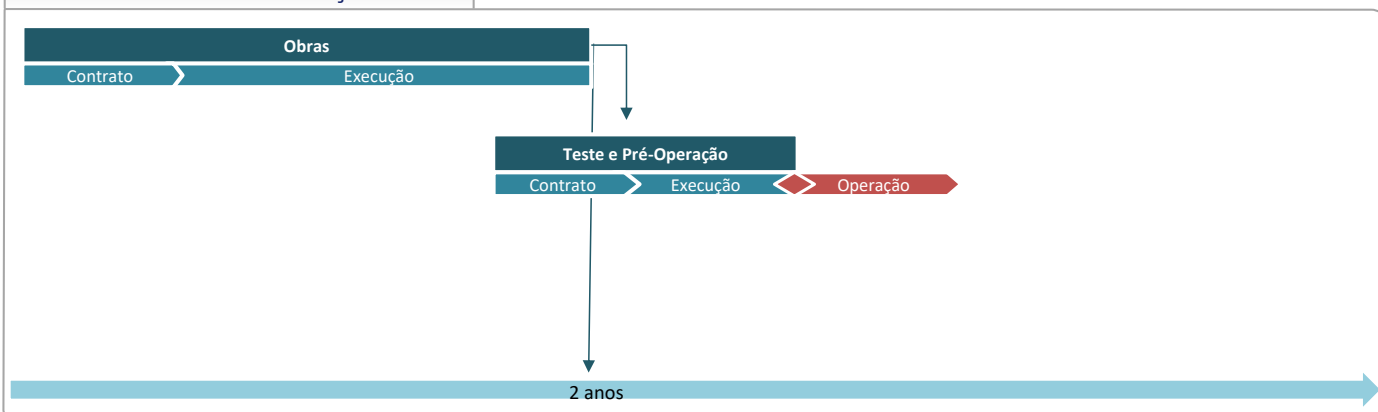 Obras
Contrato Execução
Teste e Pré-Operação
Contrato Execução Operação
2 anos